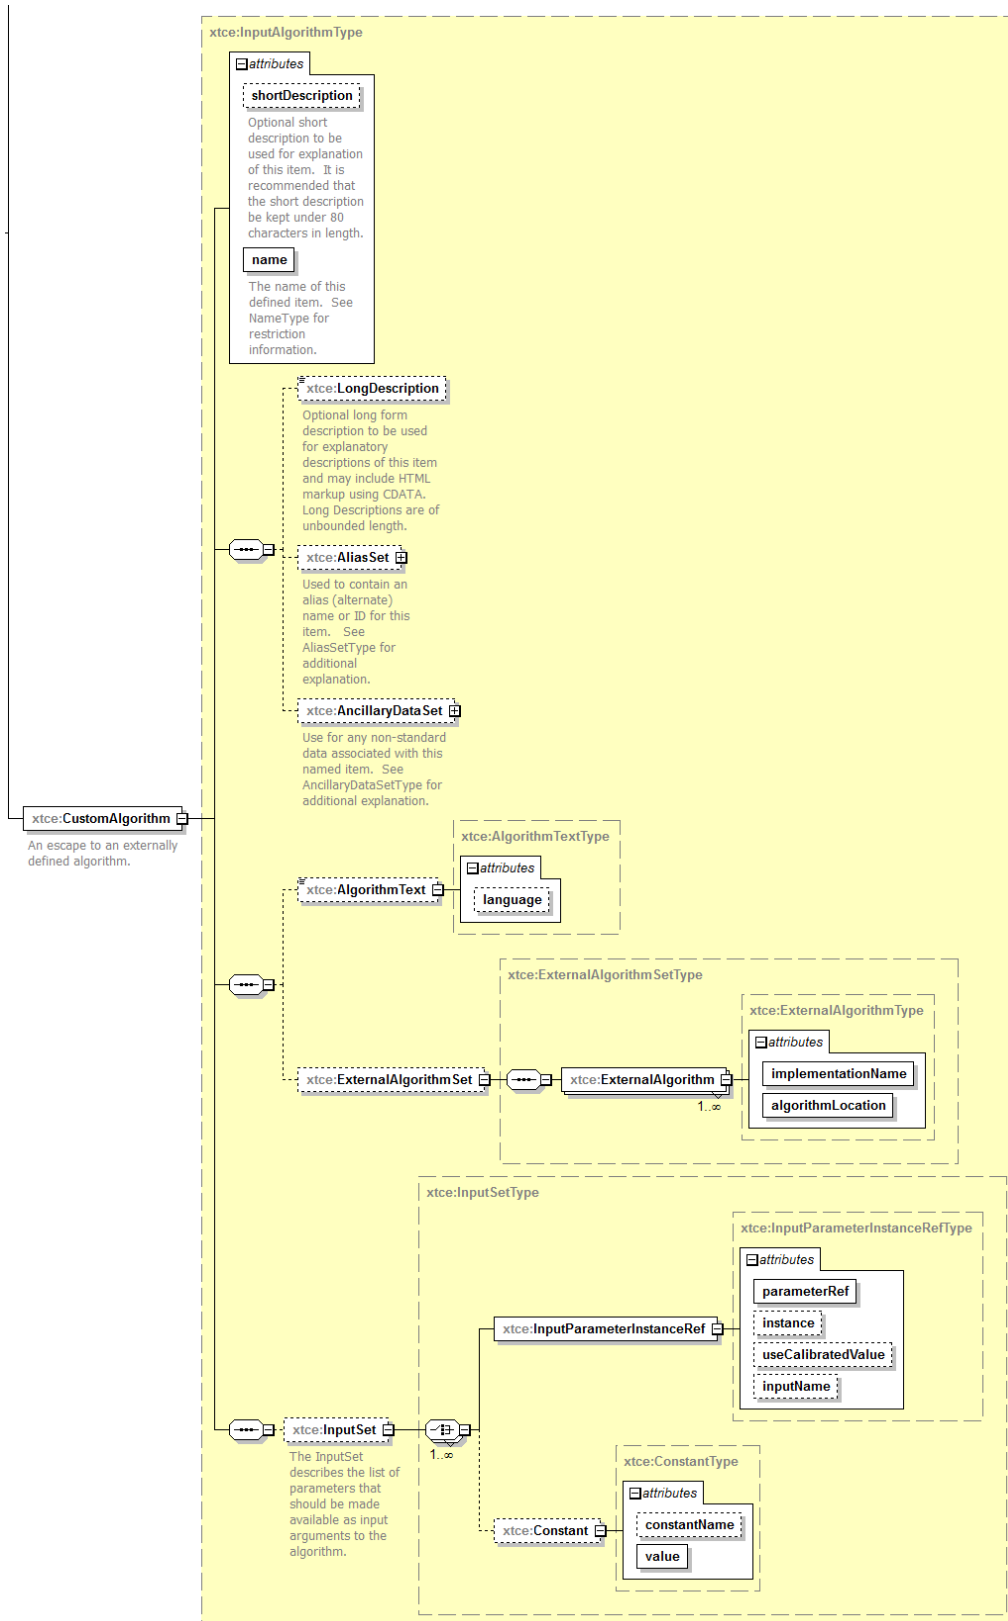 xtce:InputAlgorithmType
attributes
shortDescription
Optional short
description to be
used for explanation
of this item.  It is
recommended that
the short description
be kept under 80
characters in length.
name
The name of this
defined item.  See
NameType for
restriction
information.
xtce:LongDescription
Optional long form
description to be used
for explanatory
descriptions of this item
and may include HTML
markup using CDATA.
Long Descriptions are of
unbounded length.
xtce:AliasSet
Used to contain an
alias (alternate)
name or ID for this
item.   See
AliasSetType for
additional
explanation.
xtce:AncillaryDataSet
Use for any non-standard
data associated with this
named item.  See
AncillaryDataSetType for
additional explanation.
xtce:CustomAlgorithm
An escape to an externally
defined algorithm.
xtce:AlgorithmTextType
attributes
xtce:AlgorithmText
language
xtce:ExternalAlgorithmSetType
xtce:ExternalAlgorithmType
attributes
xtce:ExternalAlgorithmSet
xtce:ExternalAlgorithm
1..∞
implementationName
algorithmLocation
xtce:InputSetType
xtce:InputParameterInstanceRefType
attributes
xtce:InputParameterInstanceRef
parameterRef
instance
useCalibratedValue
inputName
xtce:InputSet
1..∞
The InputSet
describes the list of
parameters that
should be made
available as input
arguments to the
algorithm.
xtce:ConstantType
attributes
xtce:Constant
constantName
value